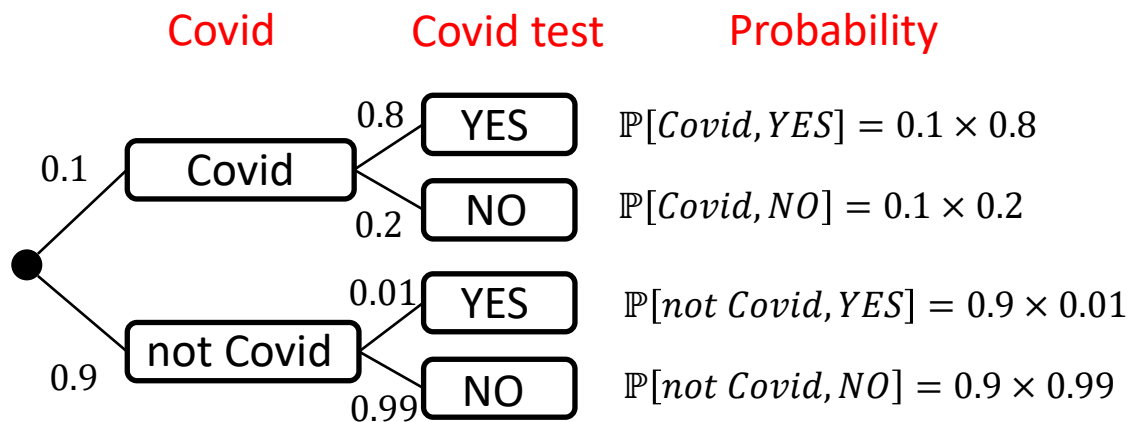 Covid Covid test Probability
0.8 YES ℙ[Covid, YES] = 0.1 × 0.8
0.1 Covid
0.2 NO ℙ[Covid, NO] = 0.1 × 0.2
0.01 YES ℙ[not Covid, YES] = 0.9 × 0.01
0.9 not Covid
0.99 NO ℙ[not Covid, NO] = 0.9 × 0.99